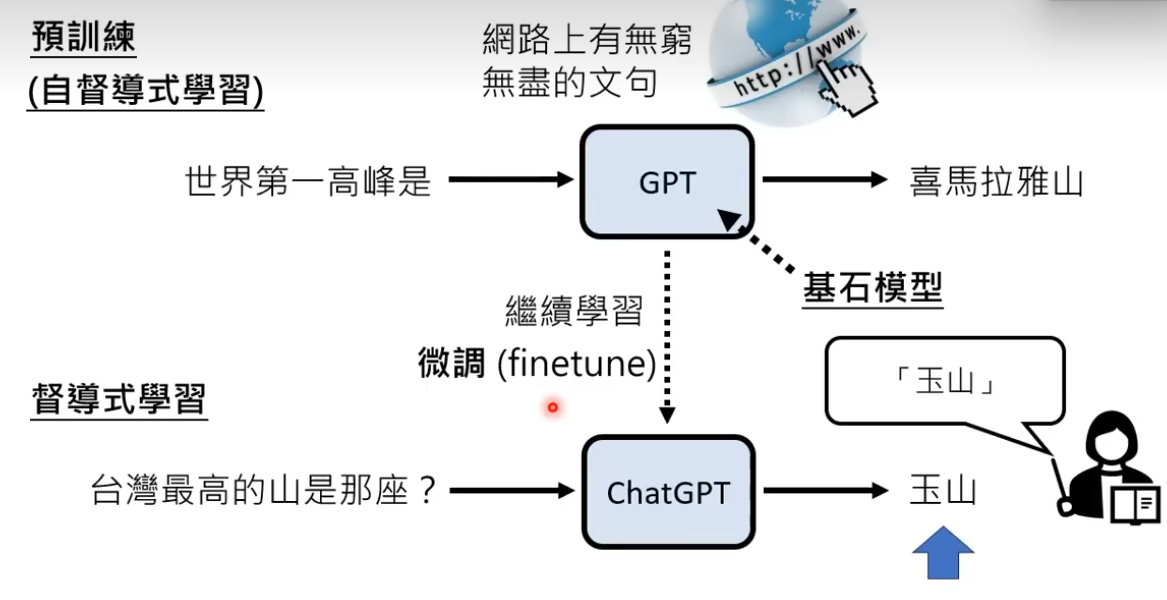 預訓練
(自督導式學習)
網路上有無窮
無盡的文句
http://www.
世界第一高峰是
GPT
喜馬拉雅山
基石模型
繼續學習
微調 (finetune)
督導式學習
「玉山」
台灣最高的山是那座？
ChatGPT
玉山